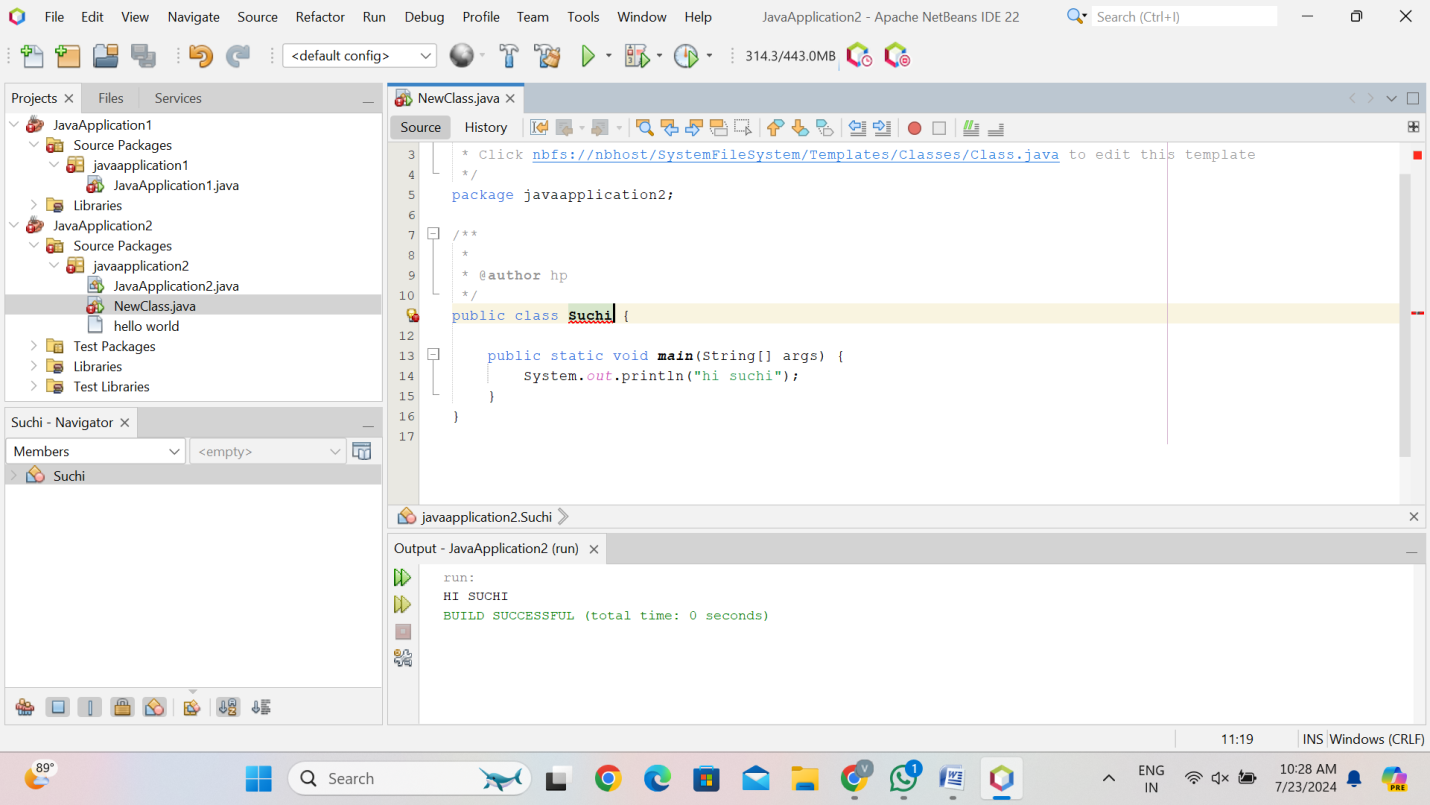 File Edit View Navigate Source Refactor Run Debug Profile Team Tools Window Help JavaApplication2 - Apache NetBeans IDE 22 Search (Ctrl+I)
<default config> 314.3/443.0MB
Projects Files Services
JavaApplication1
Source Packages
javaapplication1
JavaApplication1.java
Libraries
JavaApplication2
Source Packages
javaapplication2
JavaApplication2.java
NewClass.java
hello world
Test Packages
Libraries
Test Libraries
Suchi - Navigator
Members <empty>
Suchi
NewClass.java
Source History
3 * Click nbfs://nbhost/SystemFileSystem/Templates/Classes/Class.java to edit this template
4 */
5 package javaapplication2;
6
7 /**
8 *
9 * @author hp
10 */
public class Suchi {
12
13 public static void main(String[] args) {
14 System.out.println("hi suchi");
15 }
16 }
17
javaapplication2.Suchi
Output - JavaApplication2 (run)
run:
HI SUCHI
BUILD SUCCESSFUL (total time: 0 seconds)
11:19 INS Windows (CRLF)
89°
Search
V
1
ENG
IN
10:28 AM
7/23/2024
PRE